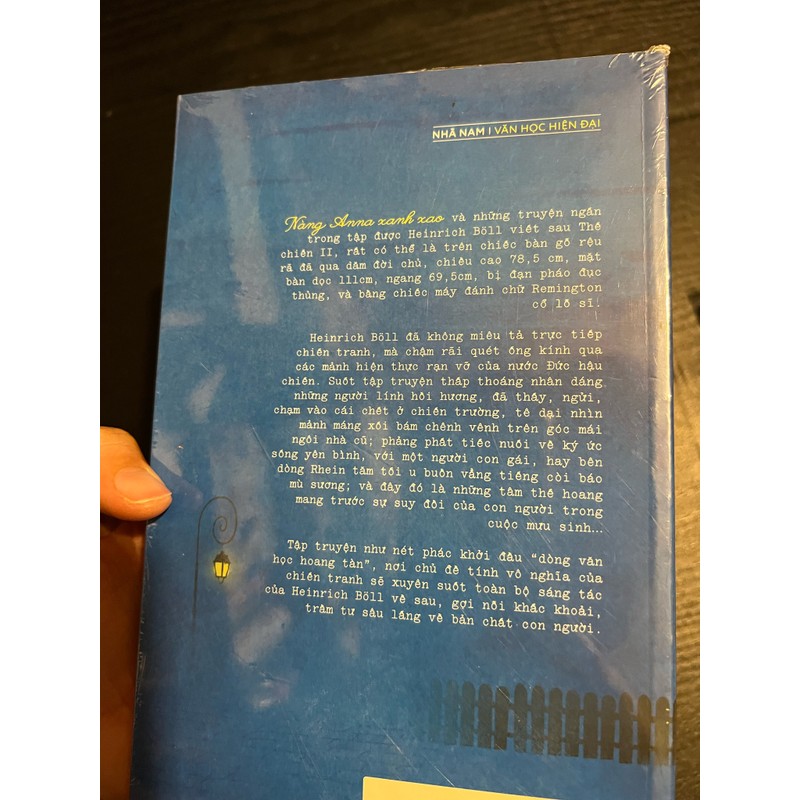 NHÃ NAM | VĂN HỌC HIỆN ĐẠI
Nàng Anna xanh xao và những truyện ngắn
trong tập được Heinrich Böll viết sau Thế
chiến II, rất có thể là trên chiếc bàn gỗ rệu
rã đã qua dăm đời chủ, chiều cao 78,5 cm, mặt
bàn dọc 111cm, ngang 69,5cm, bị đạn pháo đục
thủng, và bằng chiếc máy đánh chữ Remington
cổ lỗ sĩ.
Heinrich Böll đã không miêu tả trực tiếp
chiến tranh, mà chậm rãi quét ống kính qua
các mảnh hiện thực rạn vỡ của nước Đức hậu
chiến. Suốt tập truyện thấp thoáng nhân dáng
những người lính hồi hương, đã thấy, ngửi,
chạm vào cái chết ở chiến trường, tê dại nhìn
mảnh máng xối bám chênh vênh trên góc mái
ngôi nhà cũ; phảng phất tiếc nuối về ký ức
sống yên bình, với một người con gái, hay bên
dòng Rhein tăm tối u buồn vẳng tiếng còi báo
mù sương; và đầy đó là những tâm thế hoang
mang trước sự suy đồi của con người trong
cuộc mưu sinh...
Tập truyện như nét phác khởi đầu “dòng văn
học hoang tàn”, nơi chủ đề tính vô nghĩa của
chiến tranh sẽ xuyên suốt toàn bộ sáng tác
của Heinrich Böll về sau, gợi nỗi khắc khoải,
trầm tư sâu lắng về bản chất con người.